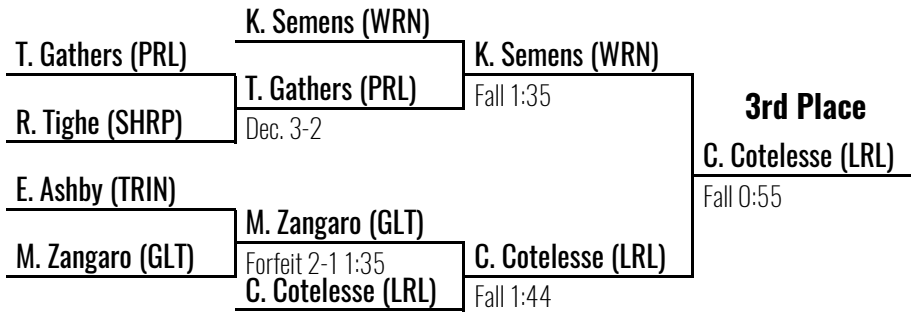 K. Semens (WRN)
T. Gathers (PRL)
K. Semens (WRN)
T. Gathers (PRL)
Fall 1:35
3rd Place
R. Tighe (SHRP)
Dec. 3-2
C. Cotelesse (LRL)
E. Ashby (TRIN)
Fall 0:55
M. Zangaro (GLT)
M. Zangaro (GLT)
Forfeit 2-1 1:35
C. Cotelesse (LRL)
C. Cotelesse (LRL)
Fall 1:44